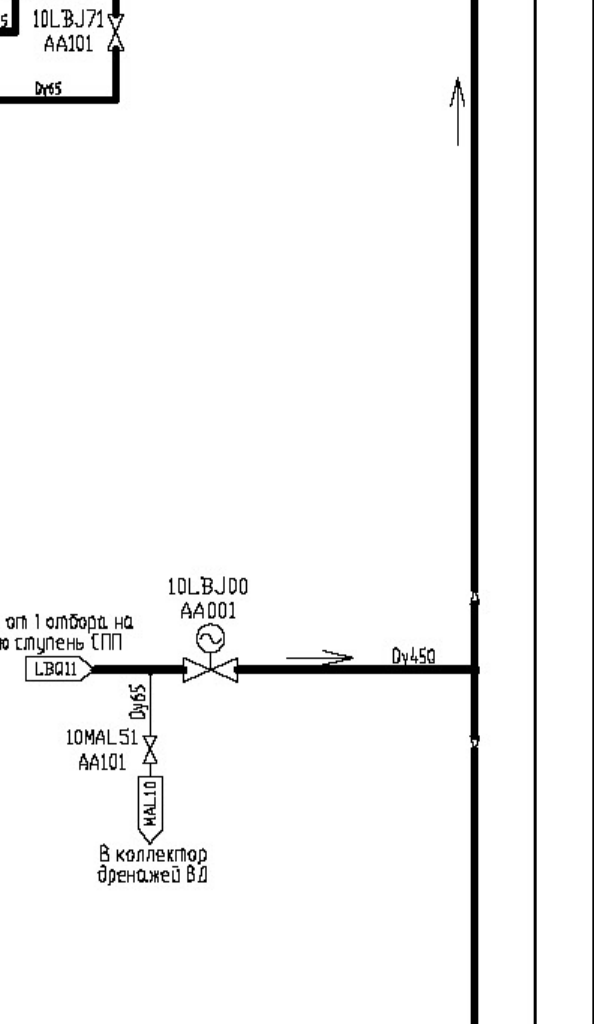 5
10LBJ71
AA101
Dy65
10LBJ00
AA001
от 1 отбора на
ю ступень СПП
LBQ11
Dy450
Dy65
10MAL51
AA101
MAL10
В коллектор
дренажей ВД